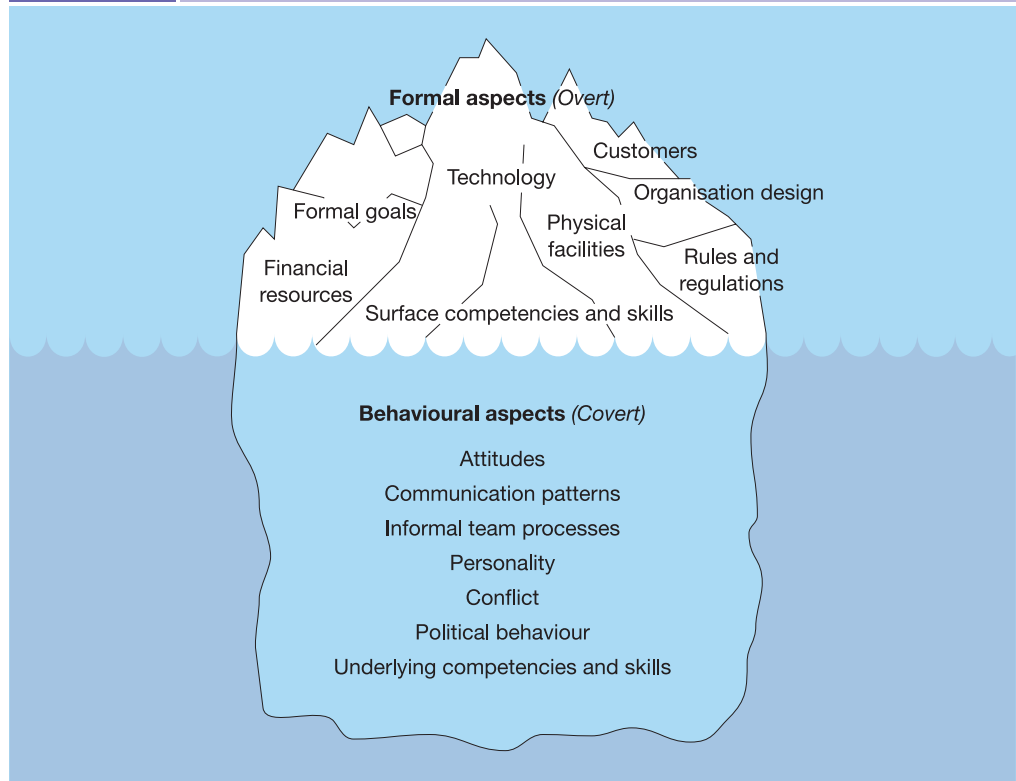 Formal aspects (Overt)
Customers
Technology
Organisation design
Formal goals
Physical
facilities
Rules and
regulations
Financial
resources
Surface competencies and skills
Behavioural aspects (Covert)
Attitudes
Communication patterns
Informal team processes
Personality
Conflict
Political behaviour
Underlying competencies and skills